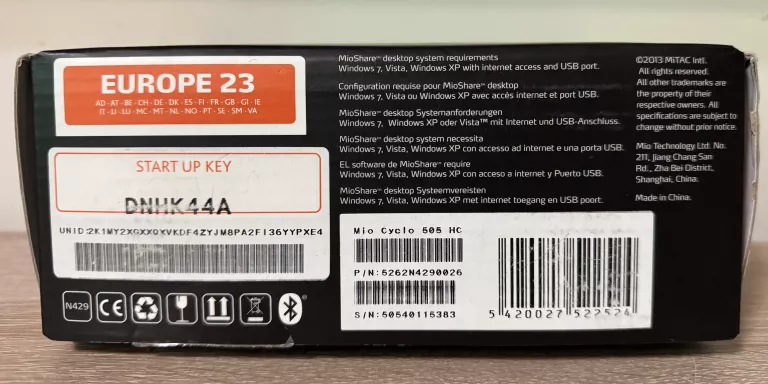 EUROPE 23
AD · AT · BE · CH · DE · DK · ES · FI · FR · GB · GI · IE
IT · LI · LU · MC · MT · NL · NO · PT · SE · SM · VA
START UP KEY
DNHK44A
N429
CE
MioShare™ desktop system requirements
Windows 7, Vista, Windows XP with internet access and USB port.
Configuration requise pour MioShare™ desktop
Windows 7, Vista ou Windows XP avec accès internet et port USB.
MioShare™ desktop Systemanforderungen
Windows 7, Windows XP oder Vista™ mit Internet und USB-Anschluss.
MioShare™ desktop system necessita
Windows 7, Vista, Windows XP con accesso ad internet e una porta USB.
EL software de MioShare™ require
Windows 7, Vista, Windows XP con acceso a internet y Puerto USB.
MioShare™ desktop Systeemvereisten
Windows 7, Vista, Windows XP met internet toegang en USB poort.
©2013 MiTAC Intl.
All rights reserved.
All trademarks are
the property of their
respective owners. All
specifications are subject to
change without prior notice.
Mio Technology Ltd. No.
211, Jiang Chang San
Rd., Zha Bei District,
Shanghai, China.
Made in China.
Mio Cyclo 505 HC
P/N:5262N4290026
S/N:50540115383
5 420027 522524